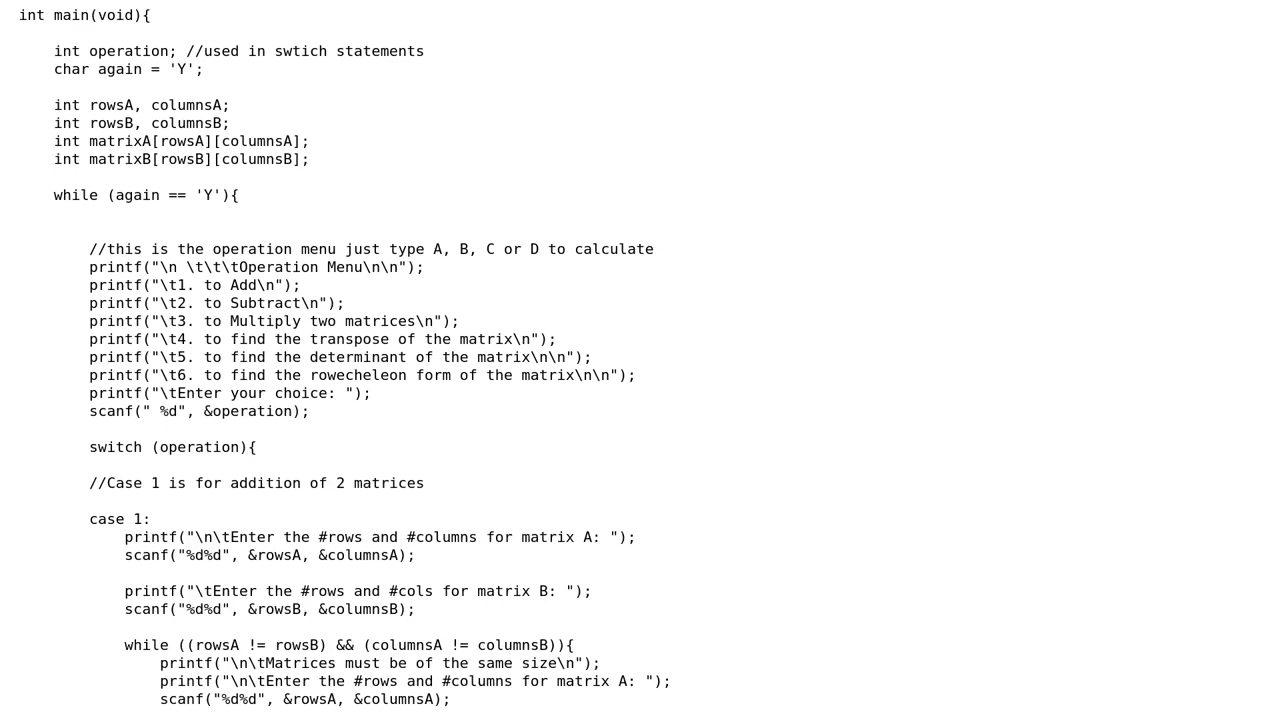 int main(void){
int operation; //used in swtich statements
char again = 'Y';
int rowsA, columnsA;
int rowsB, columnsB;
int matrixA[rowsA][columnsA];
int matrixB[rowsB][columnsB];
while (again == 'Y'){
//this is the operation menu just type A, B, C or D to calculate
printf("\n \t\t\tOperation Menu\n\n");
printf("\t1. to Add\n");
printf("\t2. to Subtract\n");
printf("\t3. to Multiply two matrices\n");
printf("\t4. to find the transpose of the matrix\n");
printf("\t5. to find the determinant of the matrix\n\n");
printf("\t6. to find the rowecheleon form of the matrix\n\n");
printf("\tEnter your choice: ");
scanf(" %d", &operation);
switch (operation){
//Case 1 is for addition of 2 matrices
case 1:
printf("\n\tEnter the #rows and #columns for matrix A: ");
scanf("%d%d", &rowsA, &columnsA);
printf("\tEnter the #rows and #cols for matrix B: ");
scanf("%d%d", &rowsB, &columnsB);
while ((rowsA != rowsB) && (columnsA != columnsB)){
printf("\n\tMatrices must be of the same size\n");
printf("\n\tEnter the #rows and #columns for matrix A: ");
scanf("%d%d", &rowsA, &columnsA);